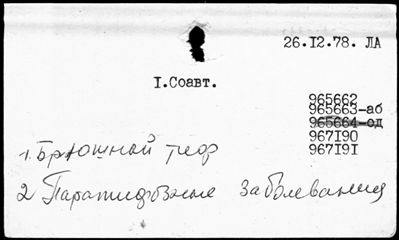 26.I2.78. ЛА
I.Соавт.
965662
965663-аб
965664-од
967I90
967I9I
1. Брюшной тиф
2 Паратифозные заболевания